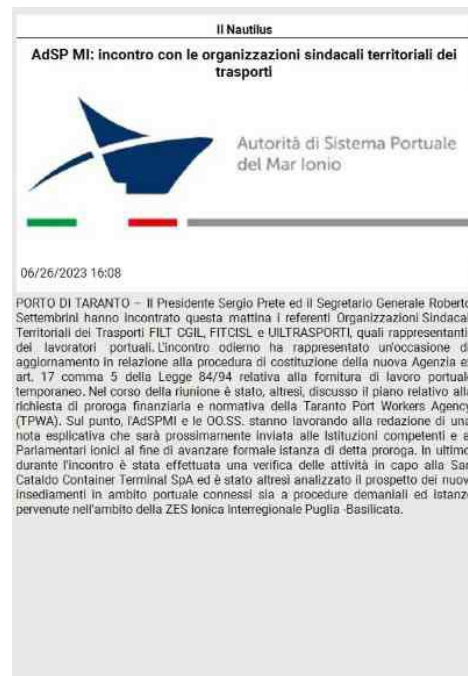 Il Nautilus
AdSP MI: incontro con le organizzazioni sindacali territoriali dei
trasporti
Autorità di Sistema Portuale
del Mar Ionio
06/26/2023 16:08
PORTO DI TARANTO – Il Presidente Sergio Prete ed il Segretario Generale Roberto
Settembrini hanno incontrato questa mattina i referenti Organizzazioni Sindacal
Territoriali dei Trasporti FILT CGIL, FITCISL e UILTRASPORTI, quali rappresentanti
dei lavoratori portuali. L'incontro odierno ha rappresentato un'occasione d
aggiornamento in relazione alla procedura di costituzione della nuova Agenzia e
art. 17 comma 5 della Legge 84/94 relativa alla fornitura di lavoro portuale
temporaneo. Nel corso della riunione è stato, altresì, discusso il piano relativo alla
richiesta di proroga finanziaria e normativa della Taranto Port Workers Agency
(TPWA). Sul punto, l'AdSPMI e le OO.SS. stanno lavorando alla redazione di una
nota esplicativa che sarà prossimamente inviata alle Istituzioni competenti e a
Parlamentari ionici al fine di avanzare formale istanza di detta proroga. In ultimo
durante l'incontro è stata effettuata una verifica delle attività in capo alla San
Cataldo Container Terminal SpA ed è stato altresì analizzato il prospetto dei nuov
insediamenti in ambito portuale connessi sia a procedure demaniali ed istanze
pervenute nell'ambito della ZES Ionica Interregionale Puglia -Basilicata.